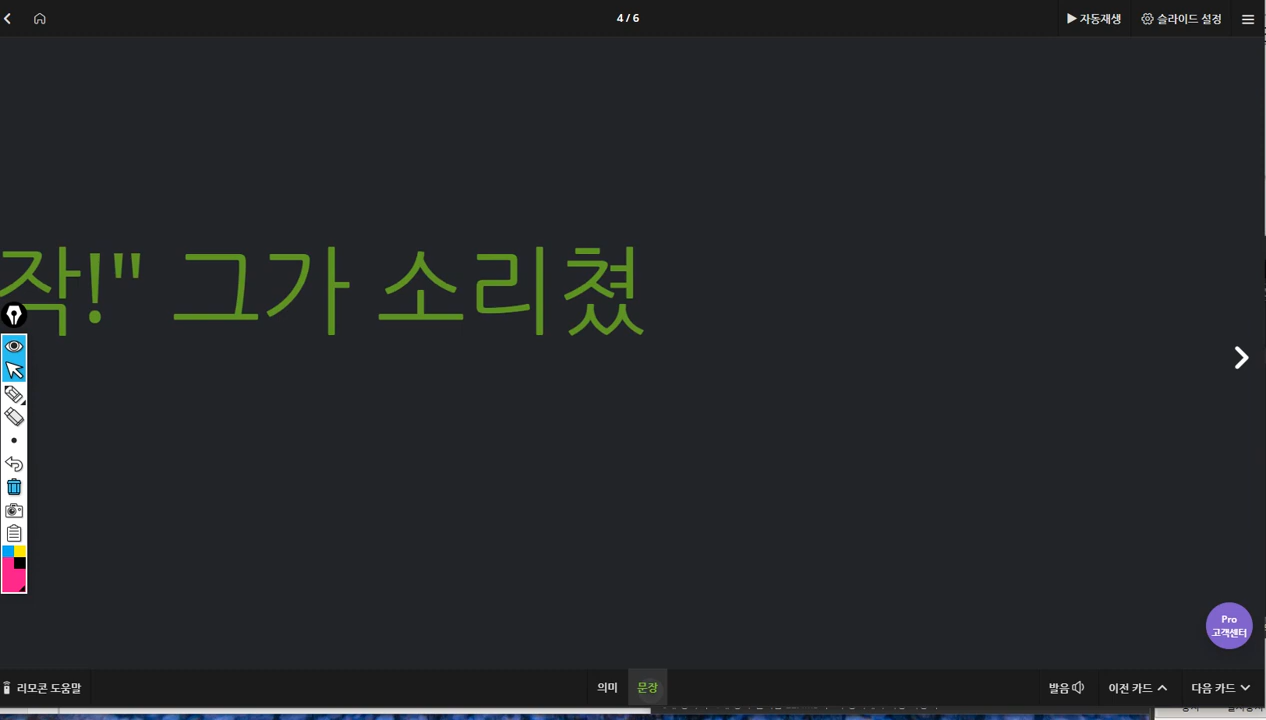 4 / 6
자동재생
슬라이드 설정
작!" 그가 소리쳤
Pro
고객센터
리모콘 도움말
의미
문장
발음
이전 카드
다음 카드